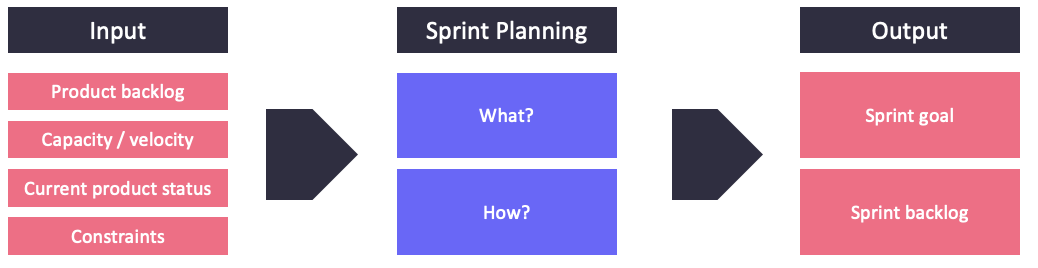 Input
Product backlog
Capacity / velocity
Current product status
Constraints
Sprint Planning
What?
How?
Output
Sprint goal
Sprint backlog